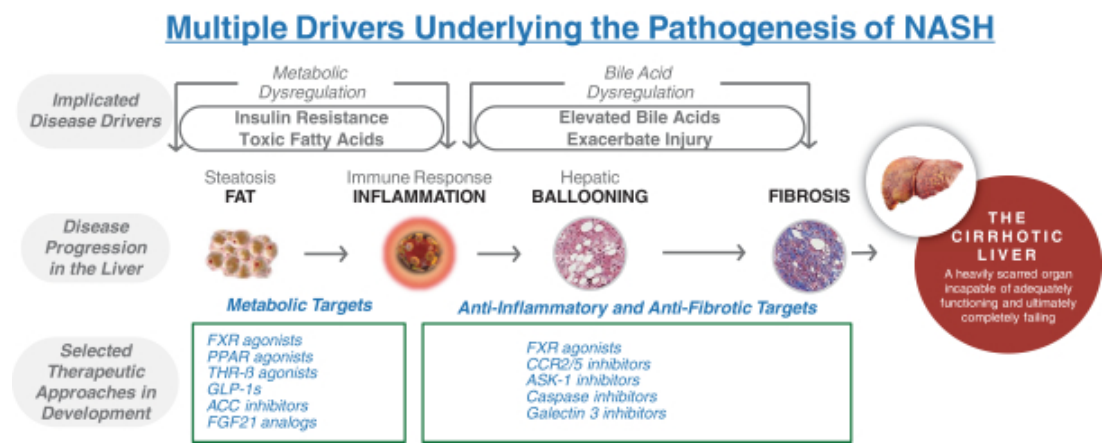 Multiple Drivers Underlying the Pathogenesis of NASH
Implicated
Disease Drivers
Metabolic
Dysregulation
Insulin Resistance
Toxic Fatty Acids
Bile Acid
Dysregulation
Elevated Bile Acids
Exacerbate Injury
Disease
Progression
in the Liver
Steatosis
FAT
Immune Response
INFLAMMATION
Hepatic
BALLOONING
FIBROSIS
THE
CIRRHOTIC
LIVER
A heavily scarred organ
incapable of adequately
functioning and ultimately
completely failing
Metabolic Targets
Anti-Inflammatory and Anti-Fibrotic Targets
Selected
Therapeutic
Approaches in
Development
FXR agonists
PPAR agonists
THR-ß agonists
GLP-1s
ACC inhibitors
FGF21 analogs
FXR agonists
CCR2/5 inhibitors
ASK-1 inhibitors
Caspase inhibitors
Galectin 3 inhibitors